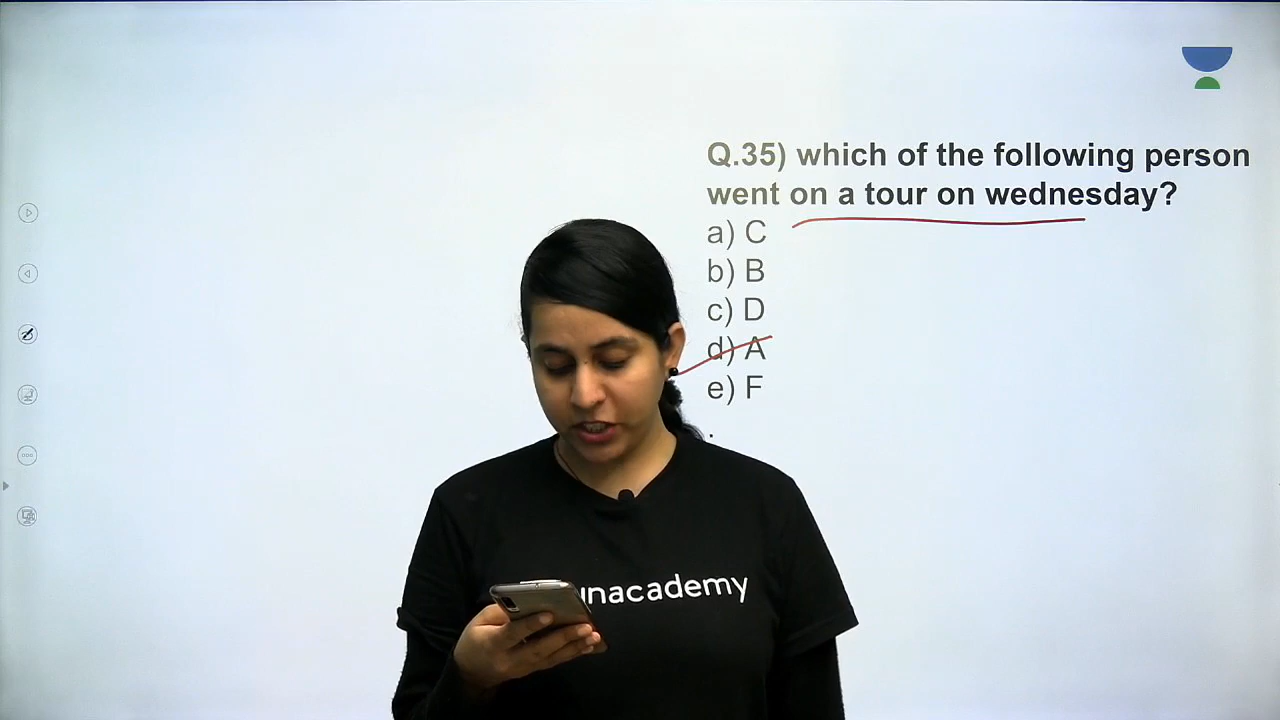 Q.35) which of the following person
went on a tour on wednesday?
a) C
b) B
c) D
d) A
e) F
.
unacademy